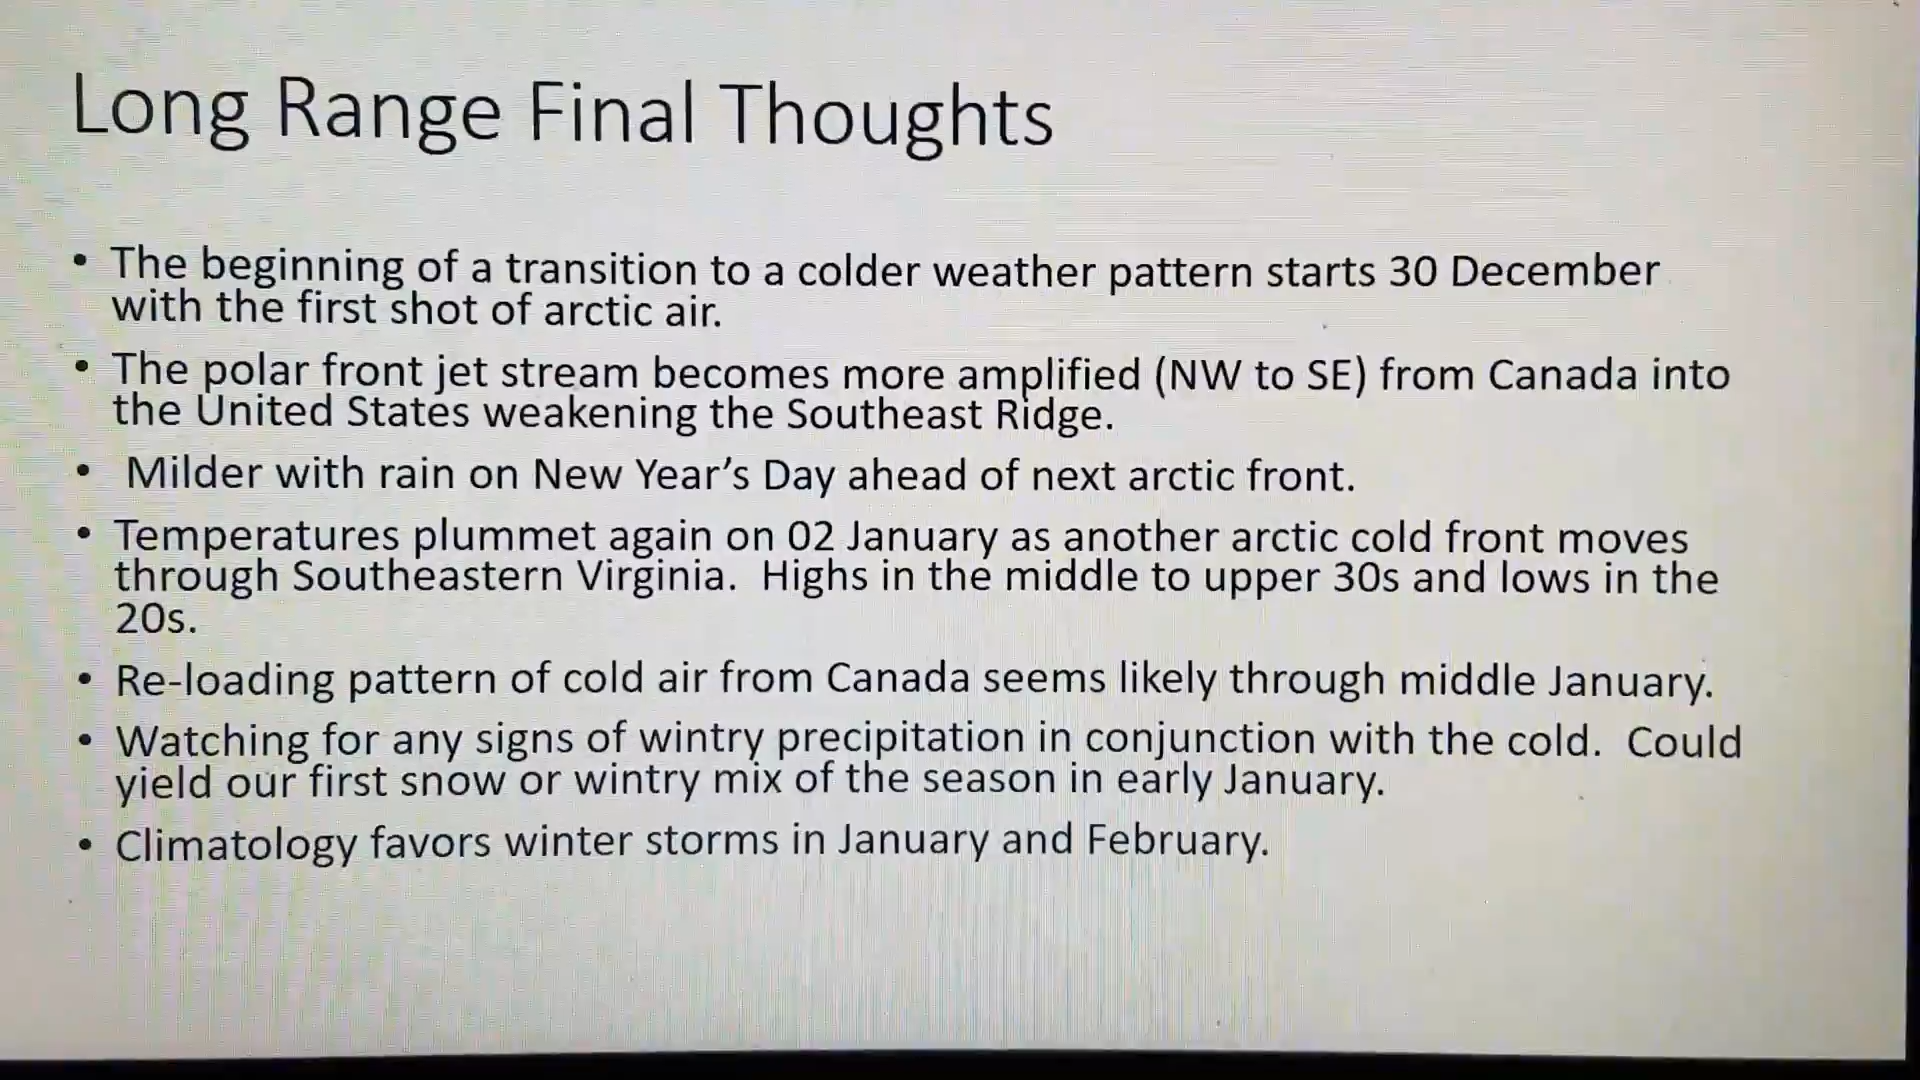 Long Range Final Thoughts
• The beginning of a transition to a colder weather pattern starts 30 December
with the first shot of arctic air.
• The polar front jet stream becomes more amplified (NW to SE) from Canada into
the United States weakening the Southeast Ridge.
• Milder with rain on New Year’s Day ahead of next arctic front.
• Temperatures plummet again on 02 January as another arctic cold front moves
through Southeastern Virginia.  Highs in the middle to upper 30s and lows in the
20s.
• Re-loading pattern of cold air from Canada seems likely through middle January.
• Watching for any signs of wintry precipitation in conjunction with the cold.  Could
yield our first snow or wintry mix of the season in early January.
• Climatology favors winter storms in January and February.